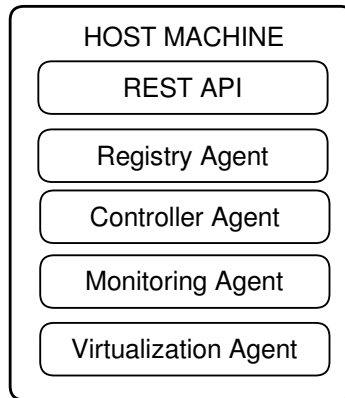 HOST MACHINE
REST API
Registry Agent
Controller Agent
Monitoring Agent
Virtualization Agent